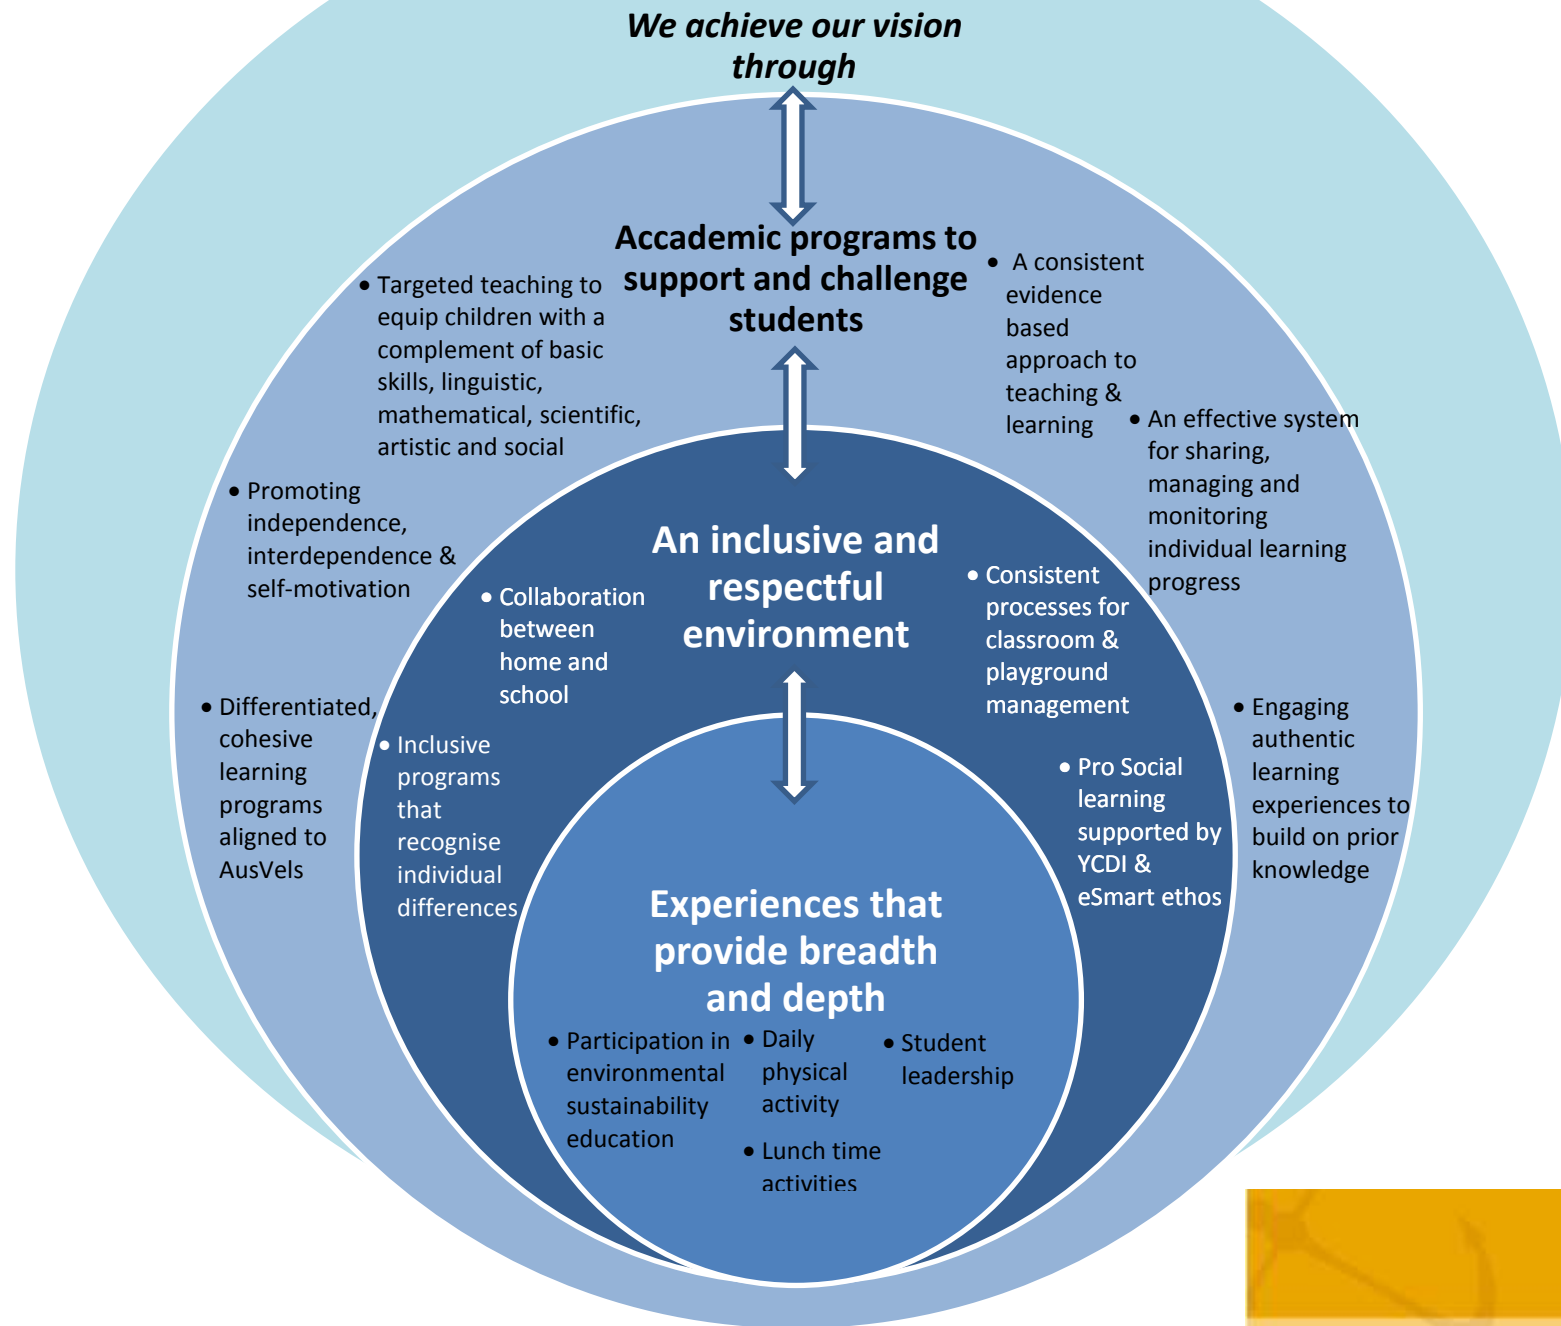 We achieve our vision
through
Accademic programs to
support and challenge
students
• Targeted teaching to
equip children with a
complement of basic
skills, linguistic,
mathematical, scientific,
artistic and social
• A consistent
evidence
based
approach to
teaching &
learning
• An effective system
for sharing,
managing and
monitoring
individual learning
progress
• Promoting
independence,
interdependence &
self-motivation
• Differentiated,
cohesive
learning
programs
aligned to
AusVels
• Engaging
authentic
learning
experiences to
build on prior
knowledge
An inclusive and
respectful
environment
• Collaboration
between
home and
school
• Consistent
processes for
classroom &
playground
management
• Inclusive
programs
that
recognise
individual
differences
• Pro Social
learning
supported by
YCDI &
eSmart ethos
Experiences that
provide breadth
and depth
• Participation in
environmental
sustainability
education
• Daily
physical
activity
• Student
leadership
• Lunch time
activities